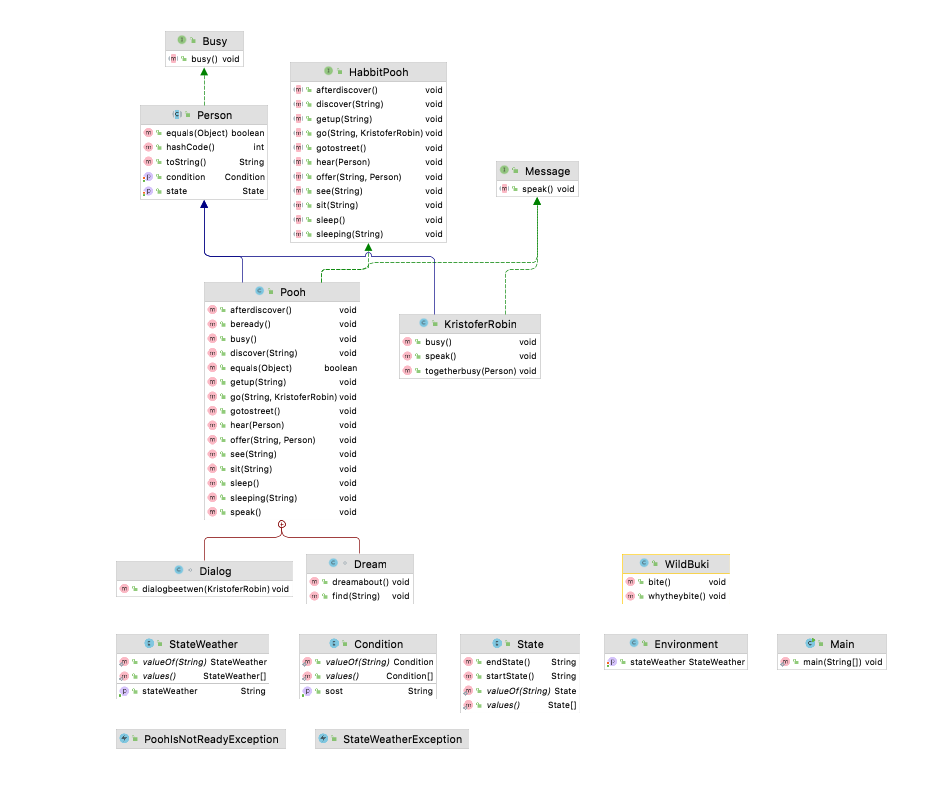 Busy
busy() void
HabbitPooh
afterdiscover() void
discover(String) void
getup(String) void
go(String, KristoferRobin) void
gotostreet() void
hear(Person) void
offer(String, Person) void
see(String) void
sit(String) void
sleep() void
sleeping(String) void
Person
equals(Object) boolean
hashCode() int
toString() String
condition Condition
state State
Message
speak() void
Pooh
afterdiscover() void
beready() void
busy() void
discover(String) void
equals(Object) boolean
getup(String) void
go(String, KristoferRobin) void
gotostreet() void
hear(Person) void
offer(String, Person) void
see(String) void
sit(String) void
sleep() void
sleeping(String) void
speak() void
KristoferRobin
busy() void
speak() void
togetherbusy(Person) void
Dialog
dialogbeetwen(KristoferRobin) void
Dream
dreamabout() void
find(String) void
WildBuki
bite() void
whytheybite() void
StateWeather
valueOf(String) StateWeather
values() StateWeather[]
stateWeather String
Condition
valueOf(String) Condition
values() Condition[]
sost String
State
endState() String
startState() String
valueOf(String) State
values() State[]
Environment
stateWeather StateWeather
Main
main(String[]) void
PoohIsNotReadyException
StateWeatherException